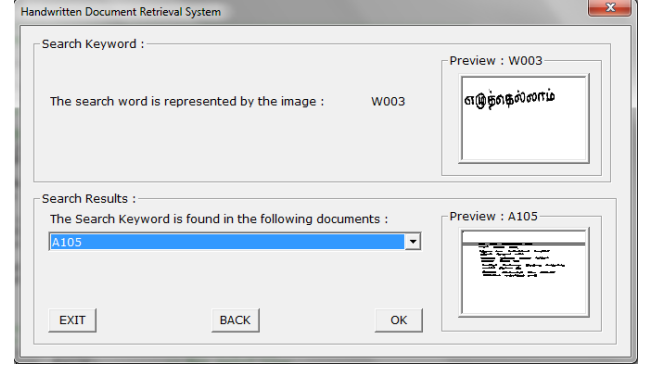 Handwritten Document Retrieval System
x
Search Keyword :
The search word is represented by the image :
W003
Preview : W003
எழுத்தெல்லாம்
Search Results :
The Search Keyword is found in the following documents :
A105
Preview : A105
EXIT
BACK
OK